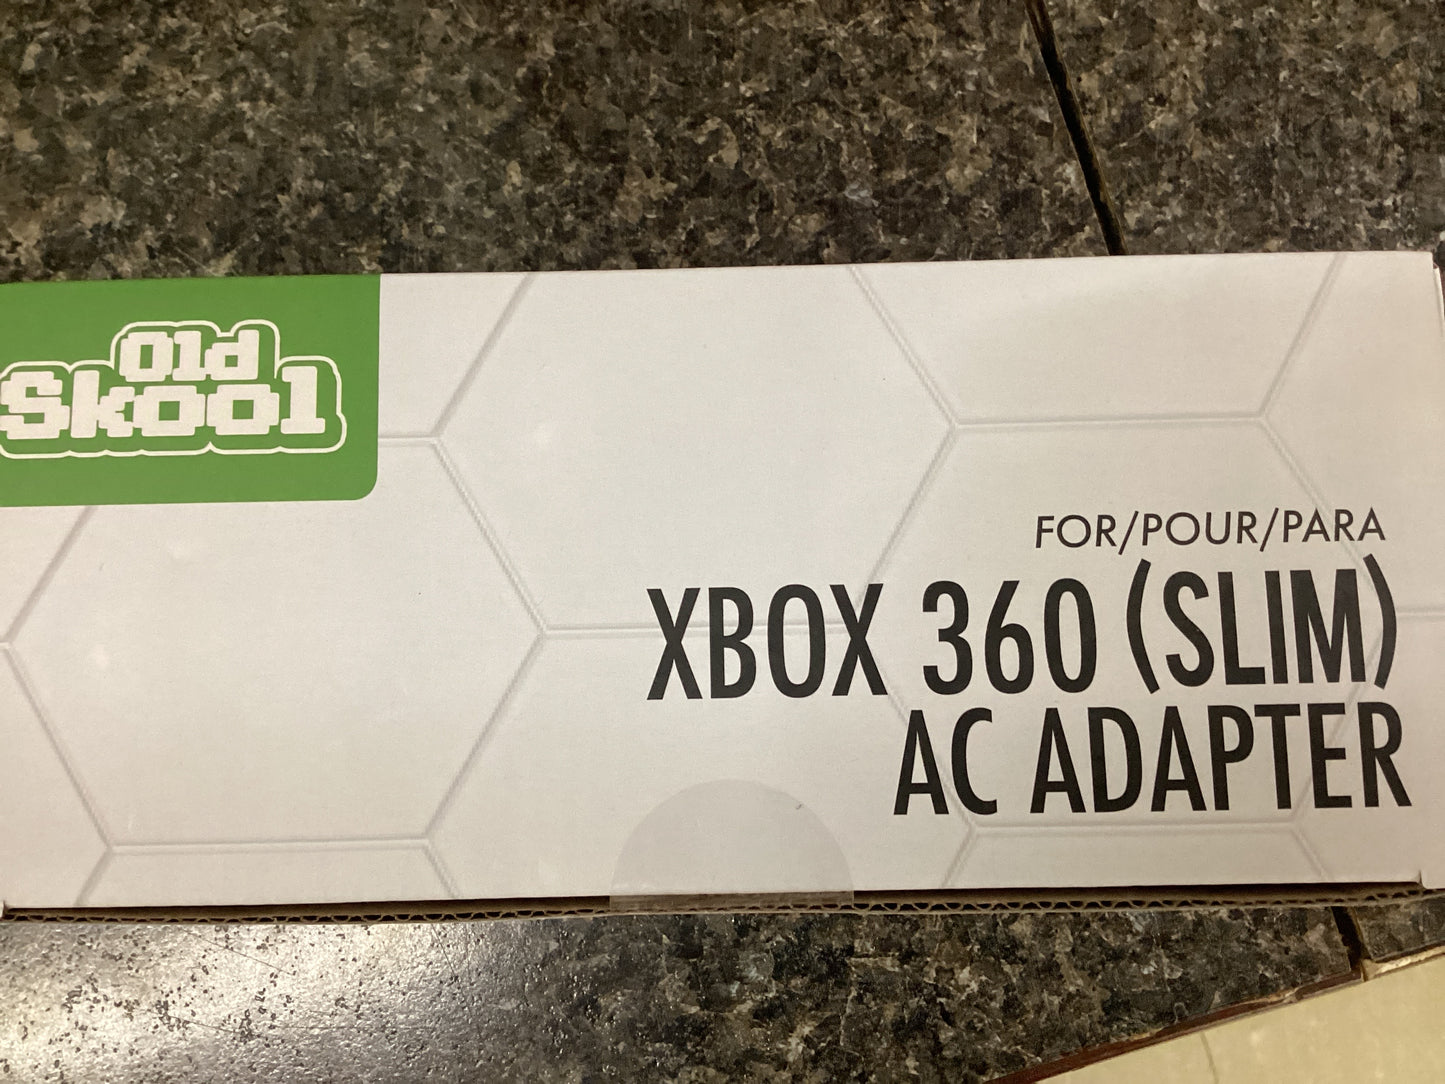 Old
Skool
FOR/POUR/PARA
XBOX 360 (SLIM)
AC ADAPTER